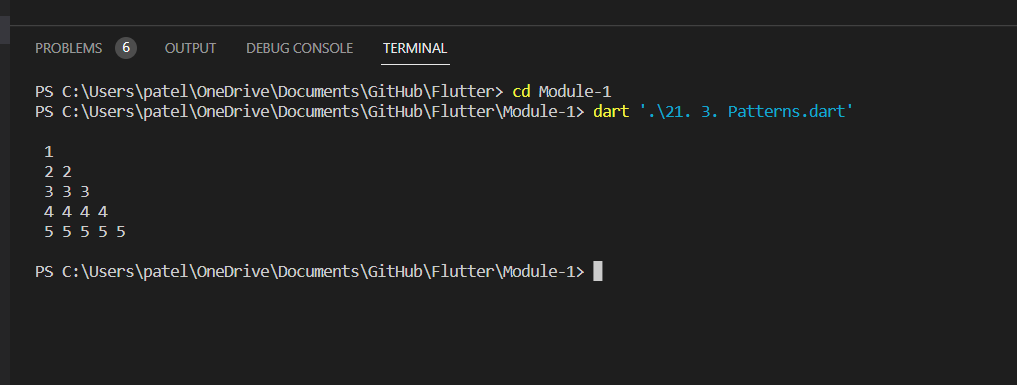 PROBLEMS 6 OUTPUT DEBUG CONSOLE TERMINAL
PS C:\Users\patel\OneDrive\Documents\GitHub\Flutter> cd Module-1
PS C:\Users\patel\OneDrive\Documents\GitHub\Flutter\Module-1> dart '.\21. 3. Patterns.dart'
1
2 2
3 3 3
4 4 4 4
5 5 5 5 5
PS C:\Users\patel\OneDrive\Documents\GitHub\Flutter\Module-1>